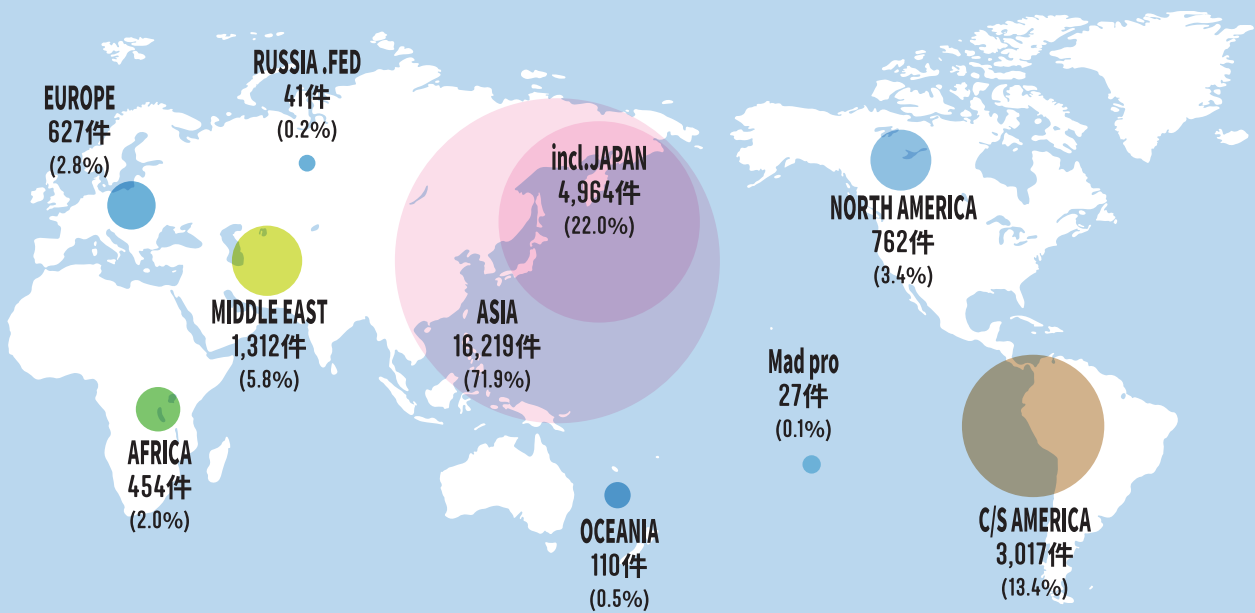 RUSSIA .FED
41件
(0.2%)
EUROPE
627件
(2.8%)
incl.JAPAN
4,964件
(22.0%)
NORTH AMERICA
762件
(3.4%)
MIDDLE EAST
1,312件
(5.8%)
ASIA
16,219件
(71.9%)
Mad pro
27件
(0.1%)
AFRICA
454件
(2.0%)
OCEANIA
110件
(0.5%)
C/S AMERICA
3,017件
(13.4%)